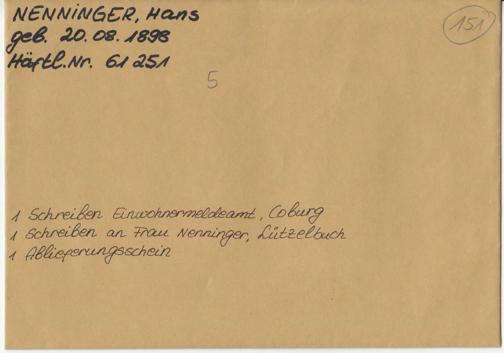 NENNINGER, Hans
geb. 20.08.1898
Häftl.Nr. 61 251
151
5
1 Schreiben Einwohnermeldeamt, Coburg
1 Schreiben an Frau Nenninger, Lützelbuch
1 Ablieferungsschein